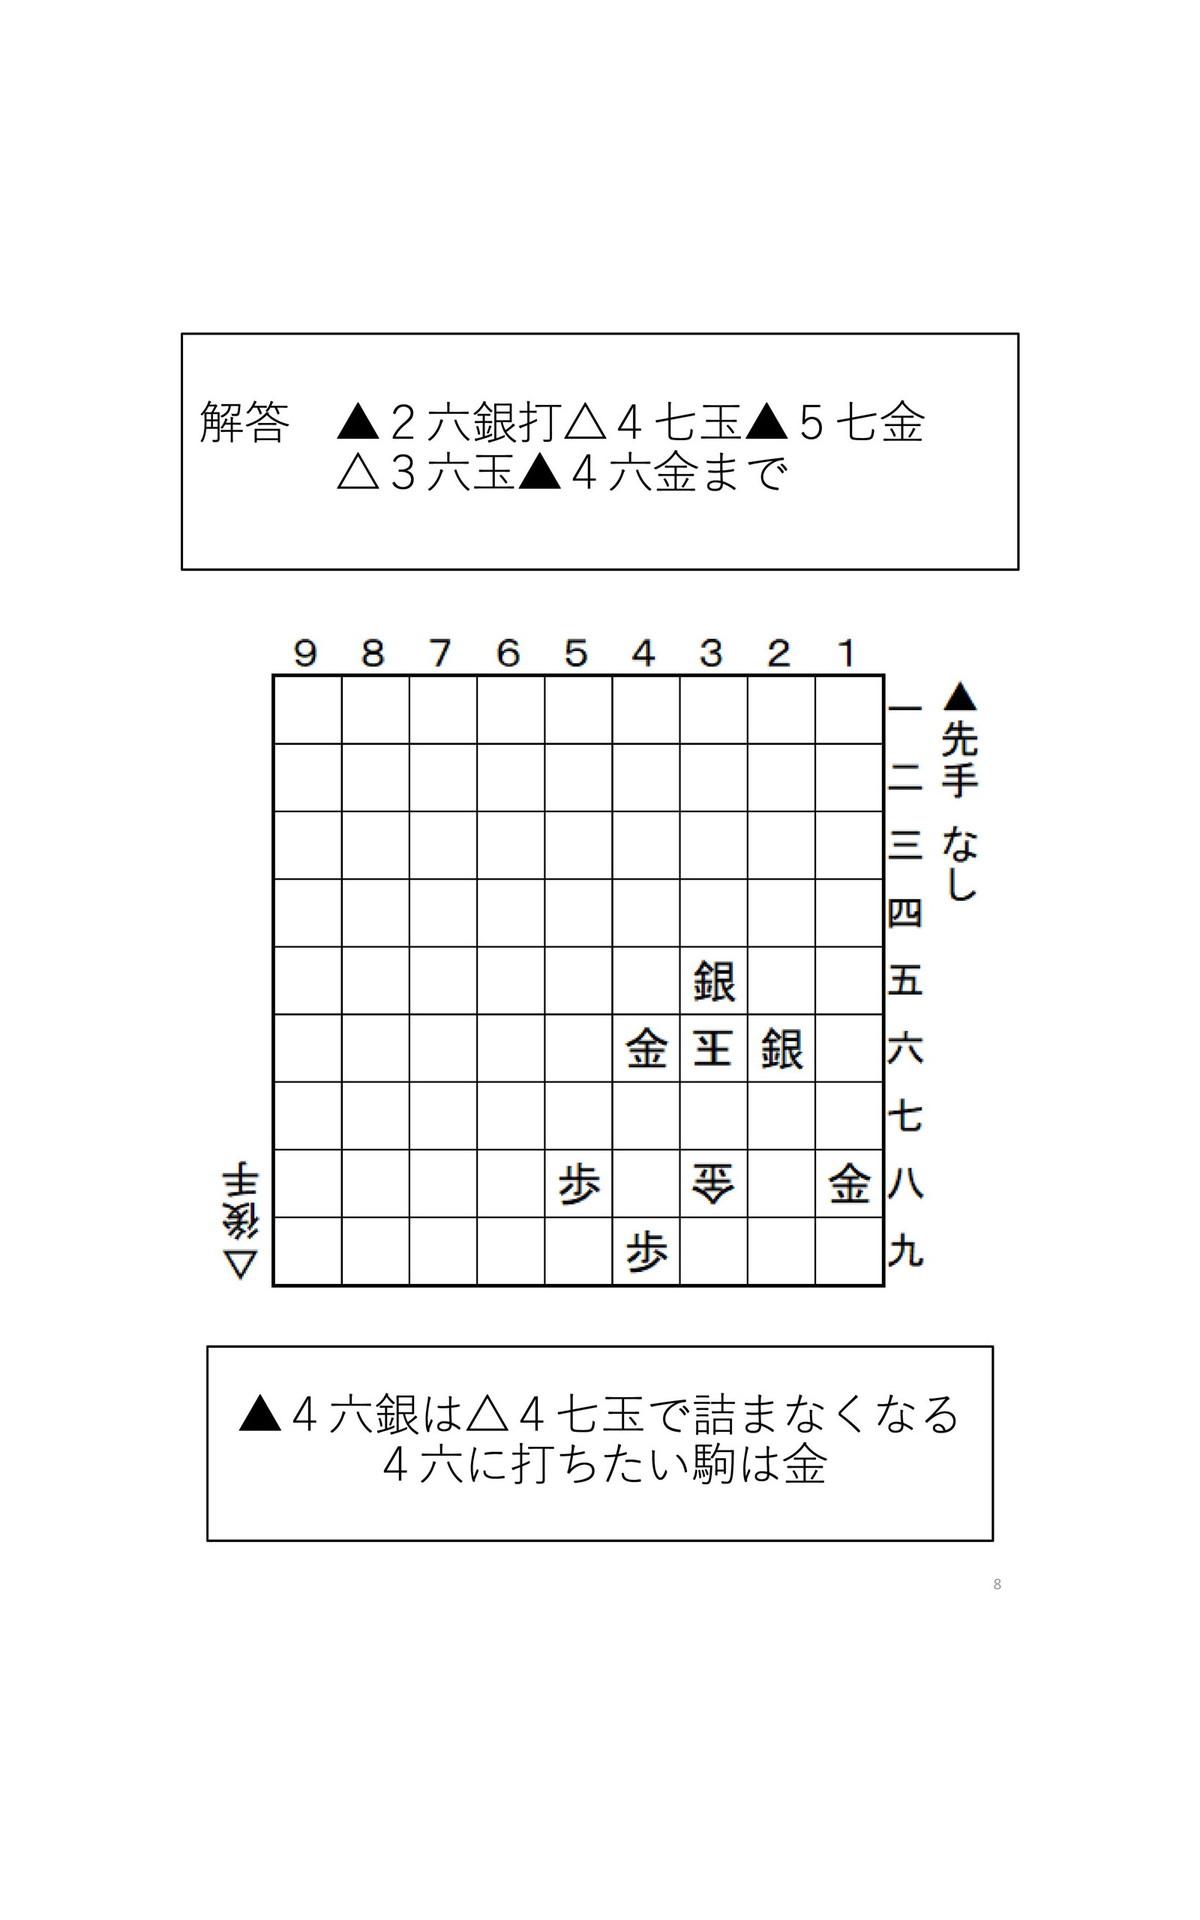 解答　▲２六銀打△４七玉▲５七金
△３六玉▲４六金まで
9 8 7 6 5 4 3 2 1
一
二
三
四
五
六
七
八
九
▲先手 なし
銀
金 王 銀
歩 金 金
歩
△後手
▲４六銀は△４七玉で詰まなくなる
４六に打ちたい駒は金
8